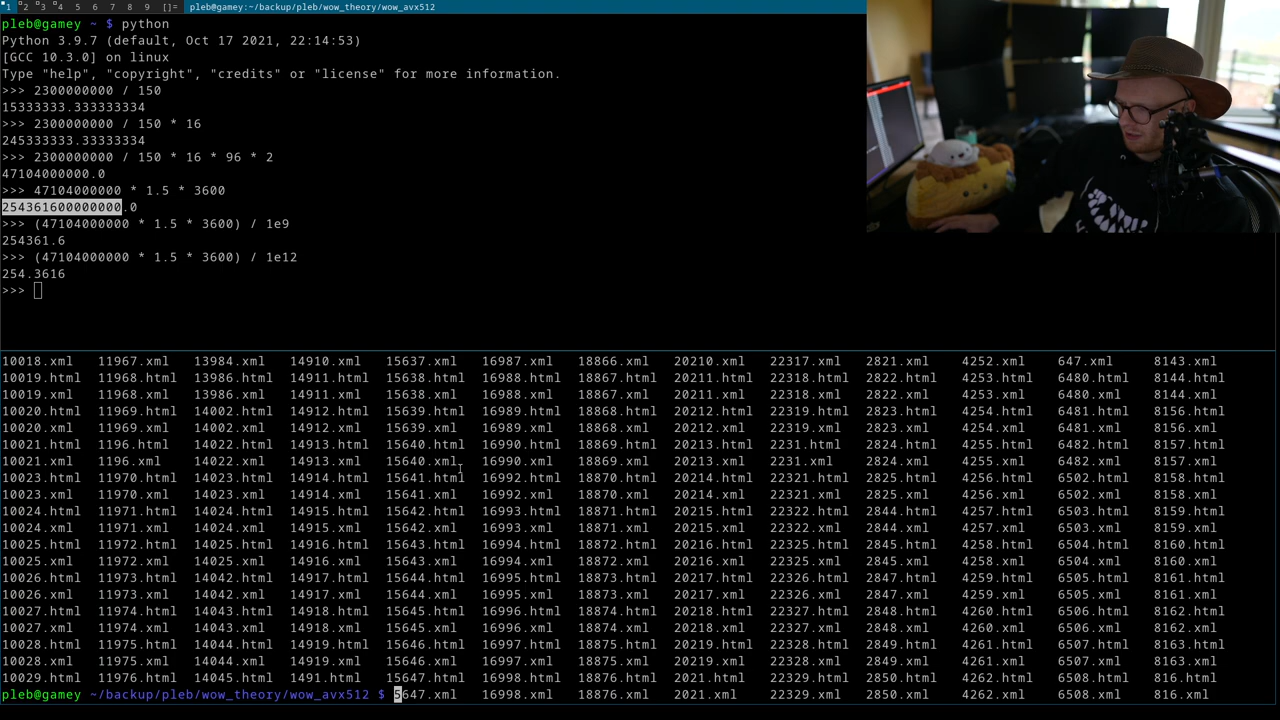 1 2 3 4 5 6 7 8 9 []= pleb@gamey:~/backup/pleb/wow_theory/wow_avx512
pleb@gamey ~ $ python
Python 3.9.7 (default, Oct 17 2021, 22:14:53)
[GCC 10.3.0] on linux
Type "help", "copyright", "credits" or "license" for more information.
>>> 2300000000 / 150
15333333.333333334
>>> 2300000000 / 150 * 16
245333333.33333334
>>> 2300000000 / 150 * 16 * 96 * 2
47104000000.0
>>> 47104000000 * 1.5 * 3600
254361600000000.0
>>> (47104000000 * 1.5 * 3600) / 1e9
254361.6
>>> (47104000000 * 1.5 * 3600) / 1e12
254.3616
>>>
10018.xml 11967.xml 13984.xml 14910.xml 15637.xml 16987.xml 18866.xml 20210.xml 22317.xml 2821.xml 4252.xml 647.xml 8143.xml
10019.html 11968.html 13986.html 14911.html 15638.html 16988.html 18867.html 20211.html 22318.html 2822.html 4253.html 6480.html 8144.html
10019.xml 11968.xml 13986.xml 14911.xml 15638.xml 16988.xml 18867.xml 20211.xml 22318.xml 2822.xml 4253.xml 6480.xml 8144.xml
10020.html 11969.html 14002.html 14912.html 15639.html 16989.html 18868.html 20212.html 22319.html 2823.html 4254.html 6481.html 8156.html
10020.xml 11969.xml 14002.xml 14912.xml 15639.xml 16989.xml 18868.xml 20212.xml 22319.xml 2823.xml 4254.xml 6481.xml 8156.xml
10021.html 1196.html 14022.html 14913.html 15640.html 16990.html 18869.html 20213.html 2231.html 2824.html 4255.html 6482.html 8157.html
10021.xml 1196.xml 14022.xml 14913.xml 15640.xml 16990.xml 18869.xml 20213.xml 2231.xml 2824.xml 4255.xml 6482.xml 8157.xml
10023.html 11970.html 14023.html 14914.html 15641.html 16992.html 18870.html 20214.html 22321.html 2825.html 4256.html 6502.html 8158.html
10023.xml 11970.xml 14023.xml 14914.xml 15641.xml 16992.xml 18870.xml 20214.xml 22321.xml 2825.xml 4256.xml 6502.xml 8158.xml
10024.html 11971.html 14024.html 14915.html 15642.html 16993.html 18871.html 20215.html 22322.html 2844.html 4257.html 6503.html 8159.html
10024.xml 11971.xml 14024.xml 14915.xml 15642.xml 16993.xml 18871.xml 20215.xml 22322.xml 2844.xml 4257.xml 6503.xml 8159.xml
10025.html 11972.html 14025.html 14916.html 15643.html 16994.html 18872.html 20216.html 22325.html 2845.html 4258.html 6504.html 8160.html
10025.xml 11972.xml 14025.xml 14916.xml 15643.xml 16994.xml 18872.xml 20216.xml 22325.xml 2845.xml 4258.xml 6504.xml 8160.xml
10026.html 11973.html 14042.html 14917.html 15644.html 16995.html 18873.html 20217.html 22326.html 2847.html 4259.html 6505.html 8161.html
10026.xml 11973.xml 14042.xml 14917.xml 15644.xml 16995.xml 18873.xml 20217.xml 22326.xml 2847.xml 4259.xml 6505.xml 8161.xml
10027.html 11974.html 14043.html 14918.html 15645.html 16996.html 18874.html 20218.html 22327.html 2848.html 4260.html 6506.html 8162.html
10027.xml 11974.xml 14043.xml 14918.xml 15645.xml 16996.xml 18874.xml 20218.xml 22327.xml 2848.xml 4260.xml 6506.xml 8162.xml
10028.html 11975.html 14044.html 14919.html 15646.html 16997.html 18875.html 20219.html 22328.html 2849.html 4261.html 6507.html 8163.html
10028.xml 11975.xml 14044.xml 14919.xml 15646.xml 16997.xml 18875.xml 20219.xml 22328.xml 2849.xml 4261.xml 6507.xml 8163.xml
10029.html 11976.html 14045.html 1491.html 15647.html 16998.html 18876.html 2021.html 22329.html 2850.html 4262.html 6508.html 816.html
pleb@gamey ~/backup/pleb/wow_theory/wow_avx512 $ 5647.xml 16998.xml 18876.xml 2021.xml 22329.xml 2850.xml 4262.xml 6508.xml 816.xml